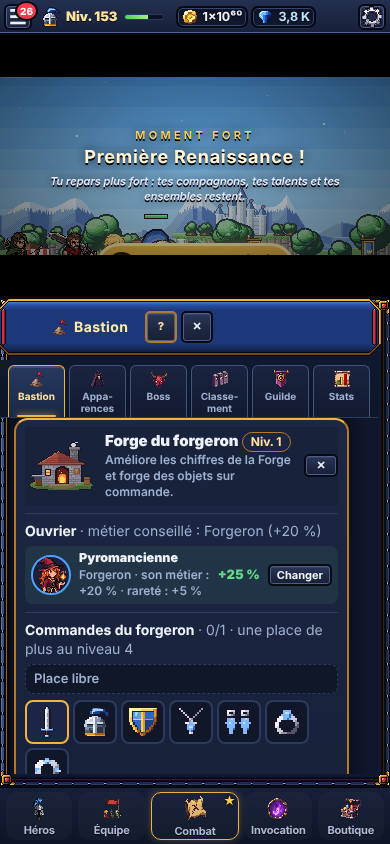 26
Niv. 153
1×10⁶⁰
3,8 K
MOMENT FORT
Première Renaissance !
Tu repars plus fort : tes compagnons, tes talents et tes
ensembles restent.
Bastion
?
×
Bastion
Appa-
rences
Boss
Classe-
ment
Guilde
Stats
Forge du forgeron Niv. 1
Améliore les chiffres de la Forge
et forge des objets sur
commande.
×
Ouvrier · métier conseillé : Forgeron (+20 %)
Pyromancienne
Forgeron · son métier :
+20 % · rareté : +5 %
+25 %
Changer
Commandes du forgeron · 0/1 · une place de
plus au niveau 4
Place libre
Héros
Équipe
Combat
Invocation
Boutique